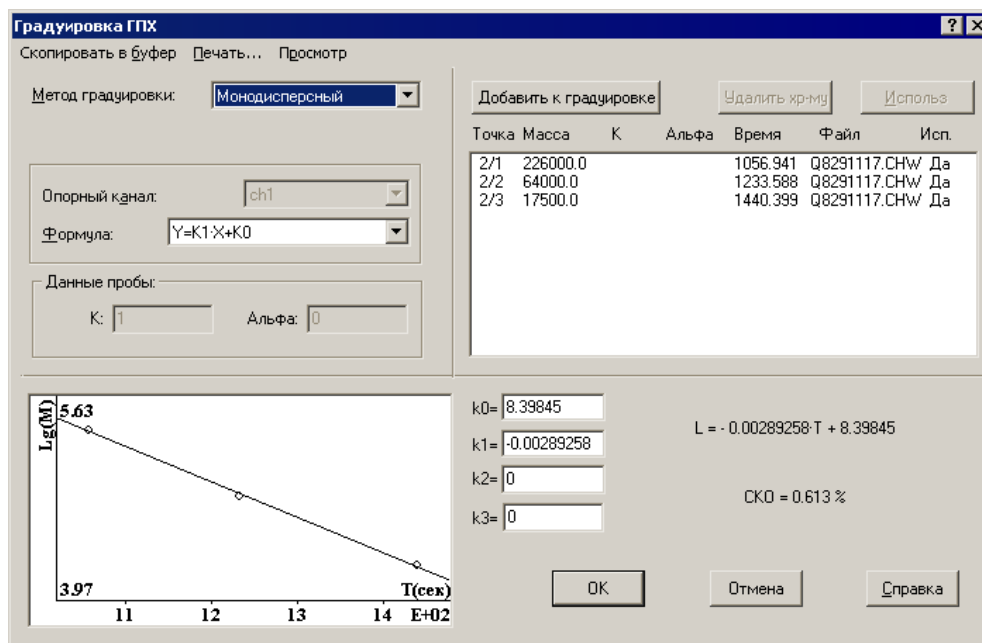 Градуировка ГПХ
Скопировать в буфер Печать... Просмотр
Метод градуировки: Монодисперсный
Добавить к градуировке Удалить хр-му Использ
Точка Масса К Альфа Время Файл Исп.
2/1 226000.0 1056.941 Q8291117.CHW Да
2/2 64000.0 1233.588 Q8291117.CHW Да
2/3 17500.0 1440.399 Q8291117.CHW Да
Опорный канал: ch1
Формула: Y=K1·X+K0
Данные пробы:
К: 1 Альфа: 0
Lg(M)
5.63
3.97
T(сек)
11 12 13 14 E+02
k0= 8.39845
k1= -0.00289258
k2= 0
k3= 0
L = - 0.00289258·T + 8.39845
СКО = 0.613 %
OK Отмена Справка